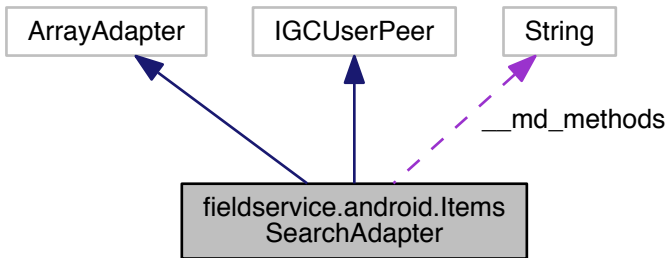 ArrayAdapter
IGCUserPeer
String
__md_methods
fieldservice.android.Items
SearchAdapter